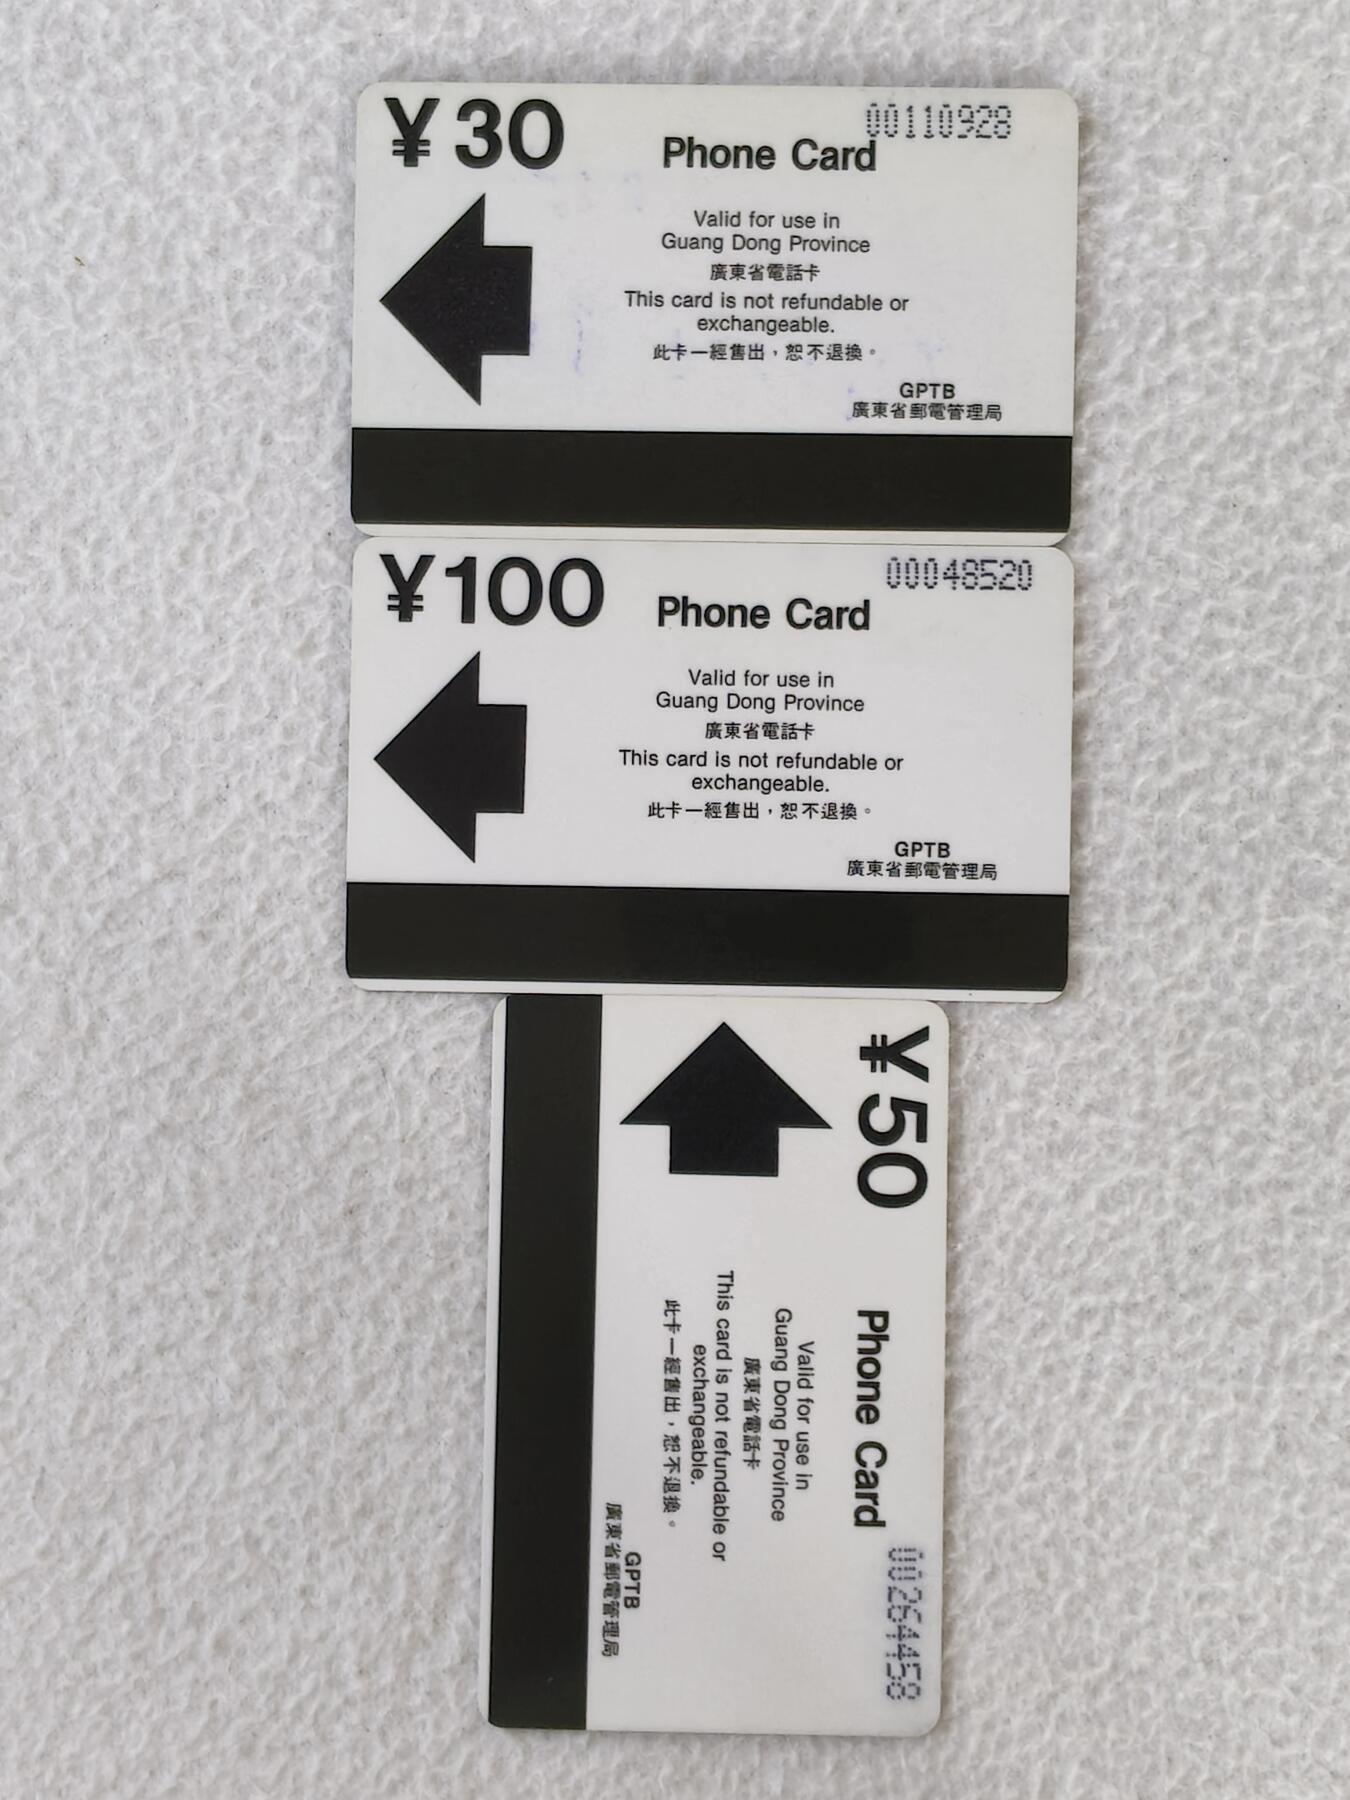 ¥30
00110928
Phone Card
Valid for use in
Guang Dong Province
廣東省電話卡
This card is not refundable or
exchangeable.
此卡一經售出，恕不退換。
GPTB
廣東省郵電管理局
¥100
00048520
Phone Card
Valid for use in
Guang Dong Province
廣東省電話卡
This card is not refundable or
exchangeable.
此卡一經售出，恕不退換。
GPTB
廣東省郵電管理局
¥50
00264458
Phone Card
Valid for use in
Guang Dong Province
廣東省電話卡
This card is not refundable or
exchangeable.
此卡一經售出，恕不退換。
GPTB
廣東省郵電管理局